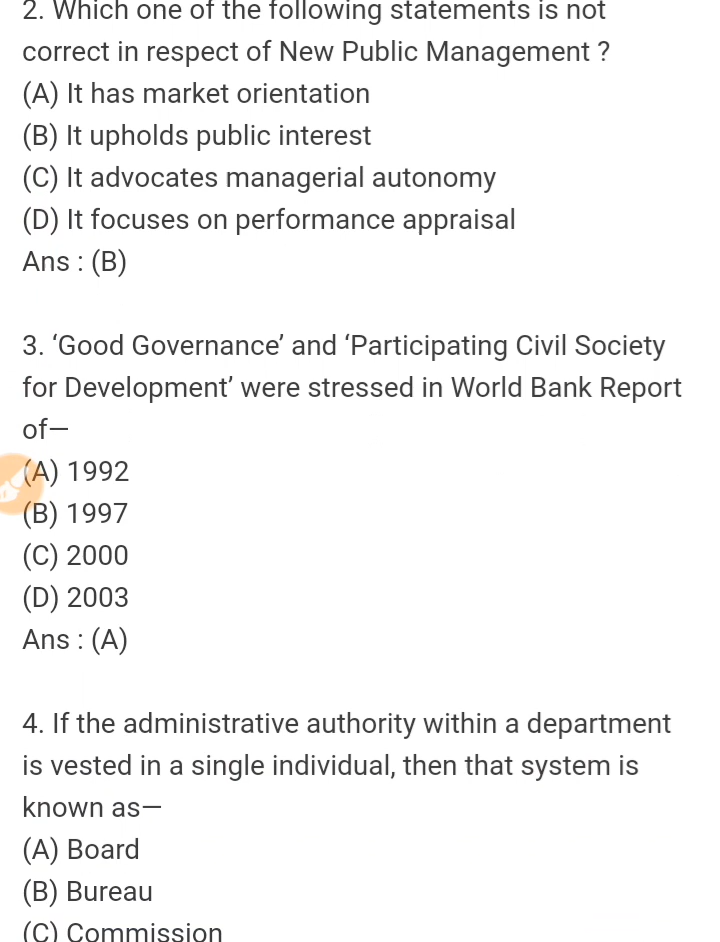 2. Which one of the following statements is not
correct in respect of New Public Management ?
(A) It has market orientation
(B) It upholds public interest
(C) It advocates managerial autonomy
(D) It focuses on performance appraisal
Ans : (B)
3. ‘Good Governance’ and ‘Participating Civil Society
for Development’ were stressed in World Bank Report
of—
(A) 1992
(B) 1997
(C) 2000
(D) 2003
Ans : (A)
4. If the administrative authority within a department
is vested in a single individual, then that system is
known as—
(A) Board
(B) Bureau
(C) Commission